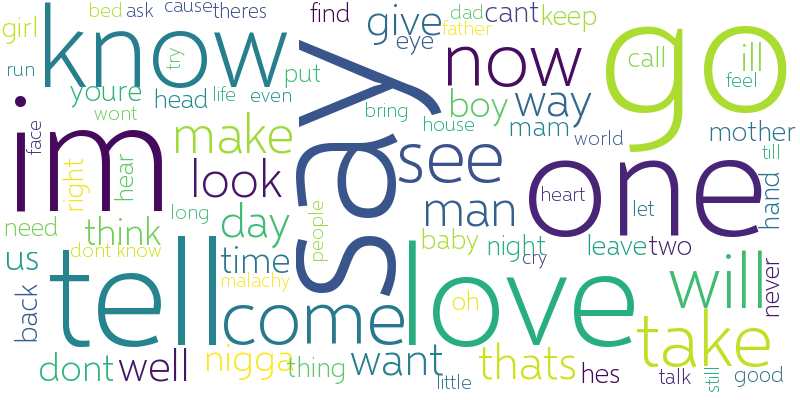 girl
bed
ask
cause
theres
find
give
dad
cant
keep
know
try
eye
father
now
go
call
ill
feel
run
youre
head
life
even
put
say
bring
boy
way
wont
im
face
make
house
mam
world
mother
till
right
hear
look
see
one
heart
let
hand
need
think
long
day
people
man
baby
night
cry
leave
two
dont know
us
back
tell
time
malachy
come
love
oh
will
never
take
dont
well
nigga
thing
want
little
thats
hes
talk
still
good